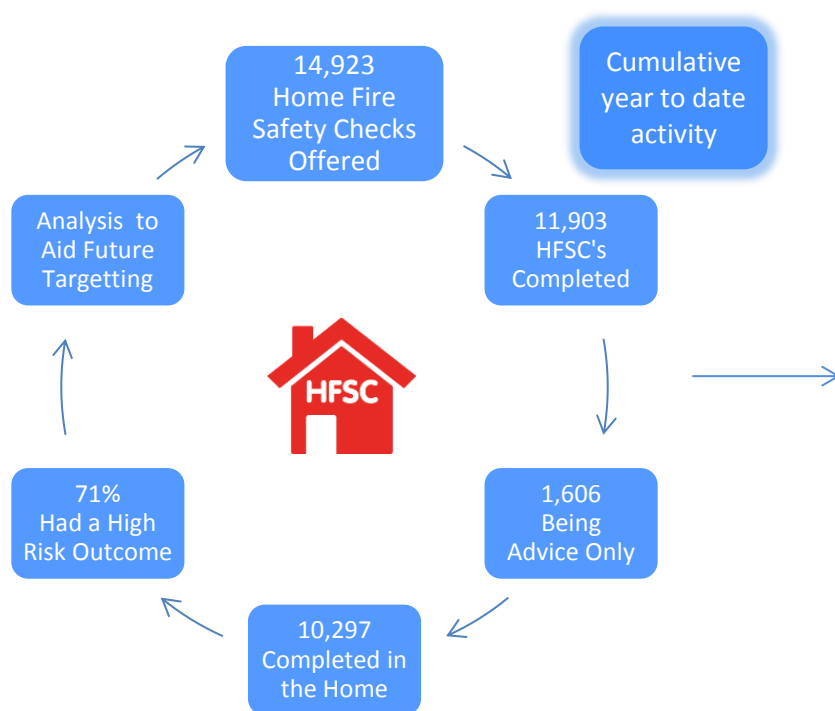 14,923
Home Fire
Safety Checks
Offered
Cumulative
year to date
activity
11,903
HFSC's
Completed
1,606
Being
Advice Only
10,297
Completed in
the Home
71%
Had a High
Risk Outcome
Analysis to
Aid Future
Targetting
HFSC